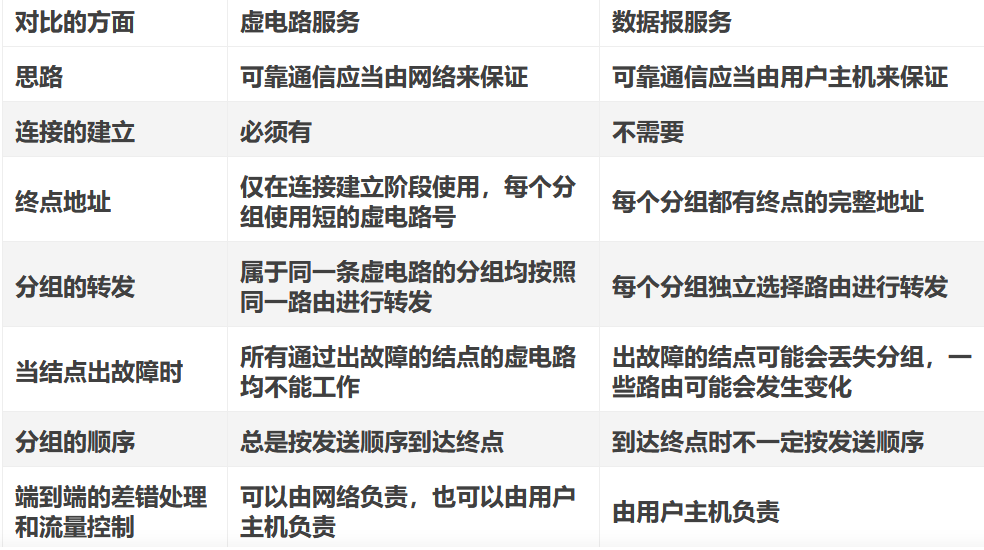 对比的方面 虚电路服务 数据报服务
思路 可靠通信应当由网络来保证 可靠通信应当由用户主机来保证
连接的建立 必须有 不需要
终点地址
仅在连接建立阶段使用，每个分
组使用短的虚电路号
每个分组都有终点的完整地址
分组的转发
属于同一条虚电路的分组均按照
同一路由进行转发
每个分组独立选择路由进行转发
当结点出故障时
所有通过出故障的结点的虚电路
均不能工作
出故障的结点可能会丢失分组，一
些路由可能会发生变化
分组的顺序 总是按发送顺序到达终点 到达终点时不一定按发送顺序
端到端的差错处理
和流量控制
可以由网络负责，也可以由用户
主机负责
由用户主机负责